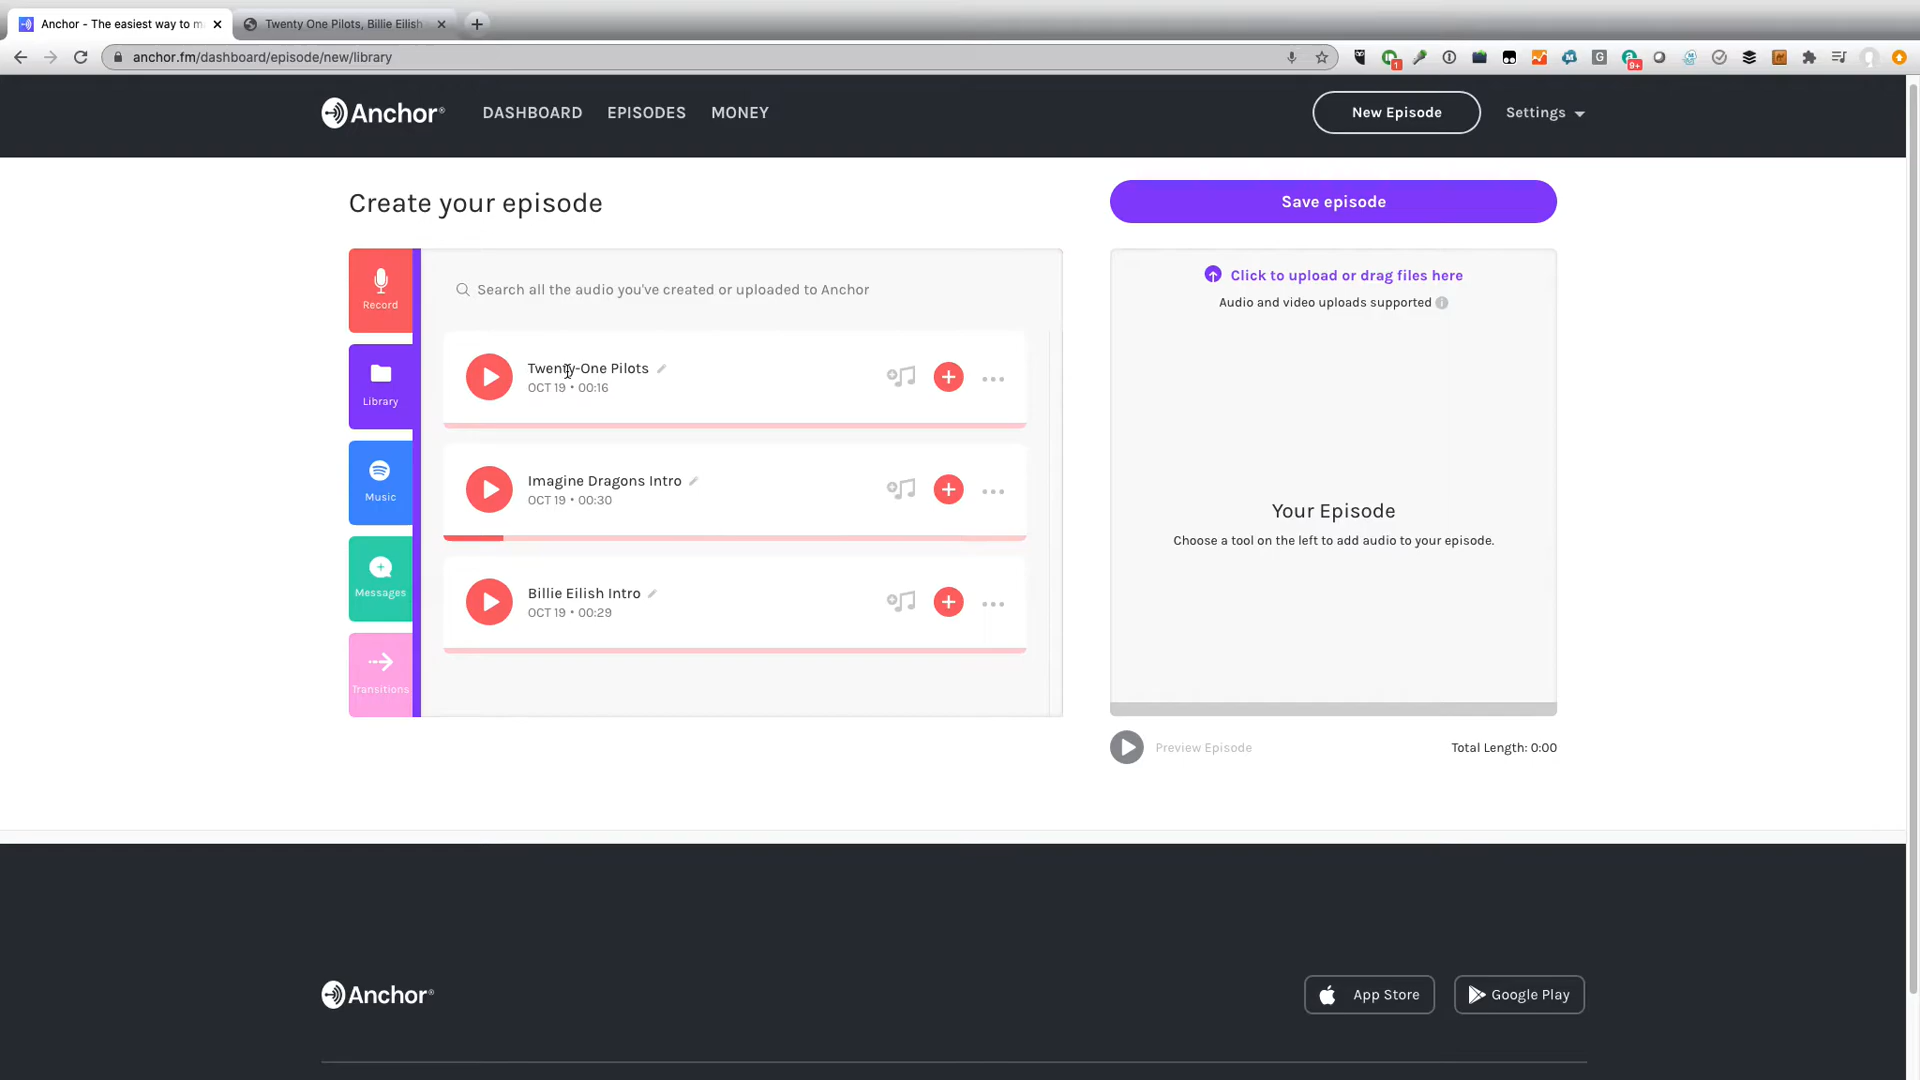 Anchor - The easiest way to m
Twenty One Pilots, Billie Eilish
anchor.fm/dashboard/episode/new/library
1
9+
Anchor®
DASHBOARD
EPISODES
MONEY
New Episode
Settings
Create your episode
Save episode
Record
Library
Music
Messages
Transitions
Search all the audio you've created or uploaded to Anchor
Twenty-One Pilots
OCT 19 • 00:16
Imagine Dragons Intro
OCT 19 • 00:30
Billie Eilish Intro
OCT 19 • 00:29
Click to upload or drag files here
Audio and video uploads supported
Your Episode
Choose a tool on the left to add audio to your episode.
Preview Episode
Total Length: 0:00
Anchor®
App Store
Google Play